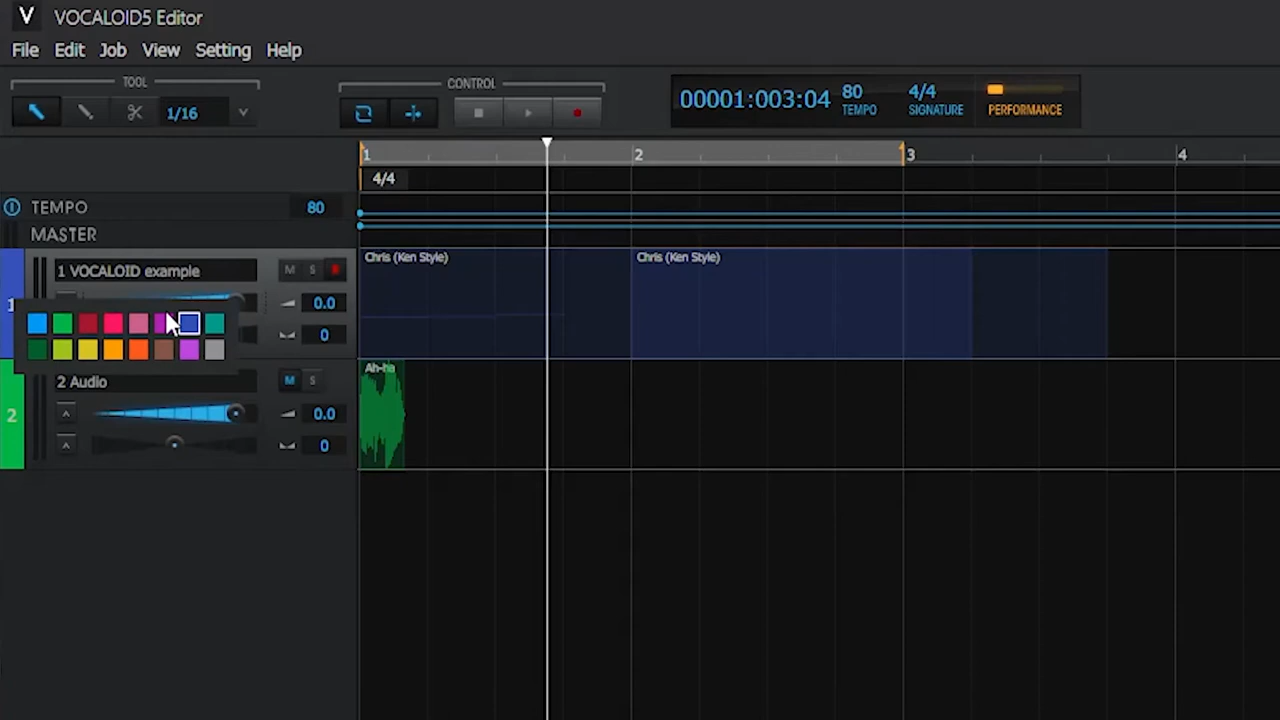 V VOCALOID5 Editor
File Edit Job View Setting Help
TOOL
CONTROL
1/16
00001:003:04
80
TEMPO
4/4
SIGNATURE
PERFORMANCE
1 2 3 4
4/4
TEMPO 80
MASTER
1
1 VOCALOID example M S
0.0
0
Chris (Ken Style) Chris (Ken Style)
2
2 Audio M S
0.0
0
Ah-ha